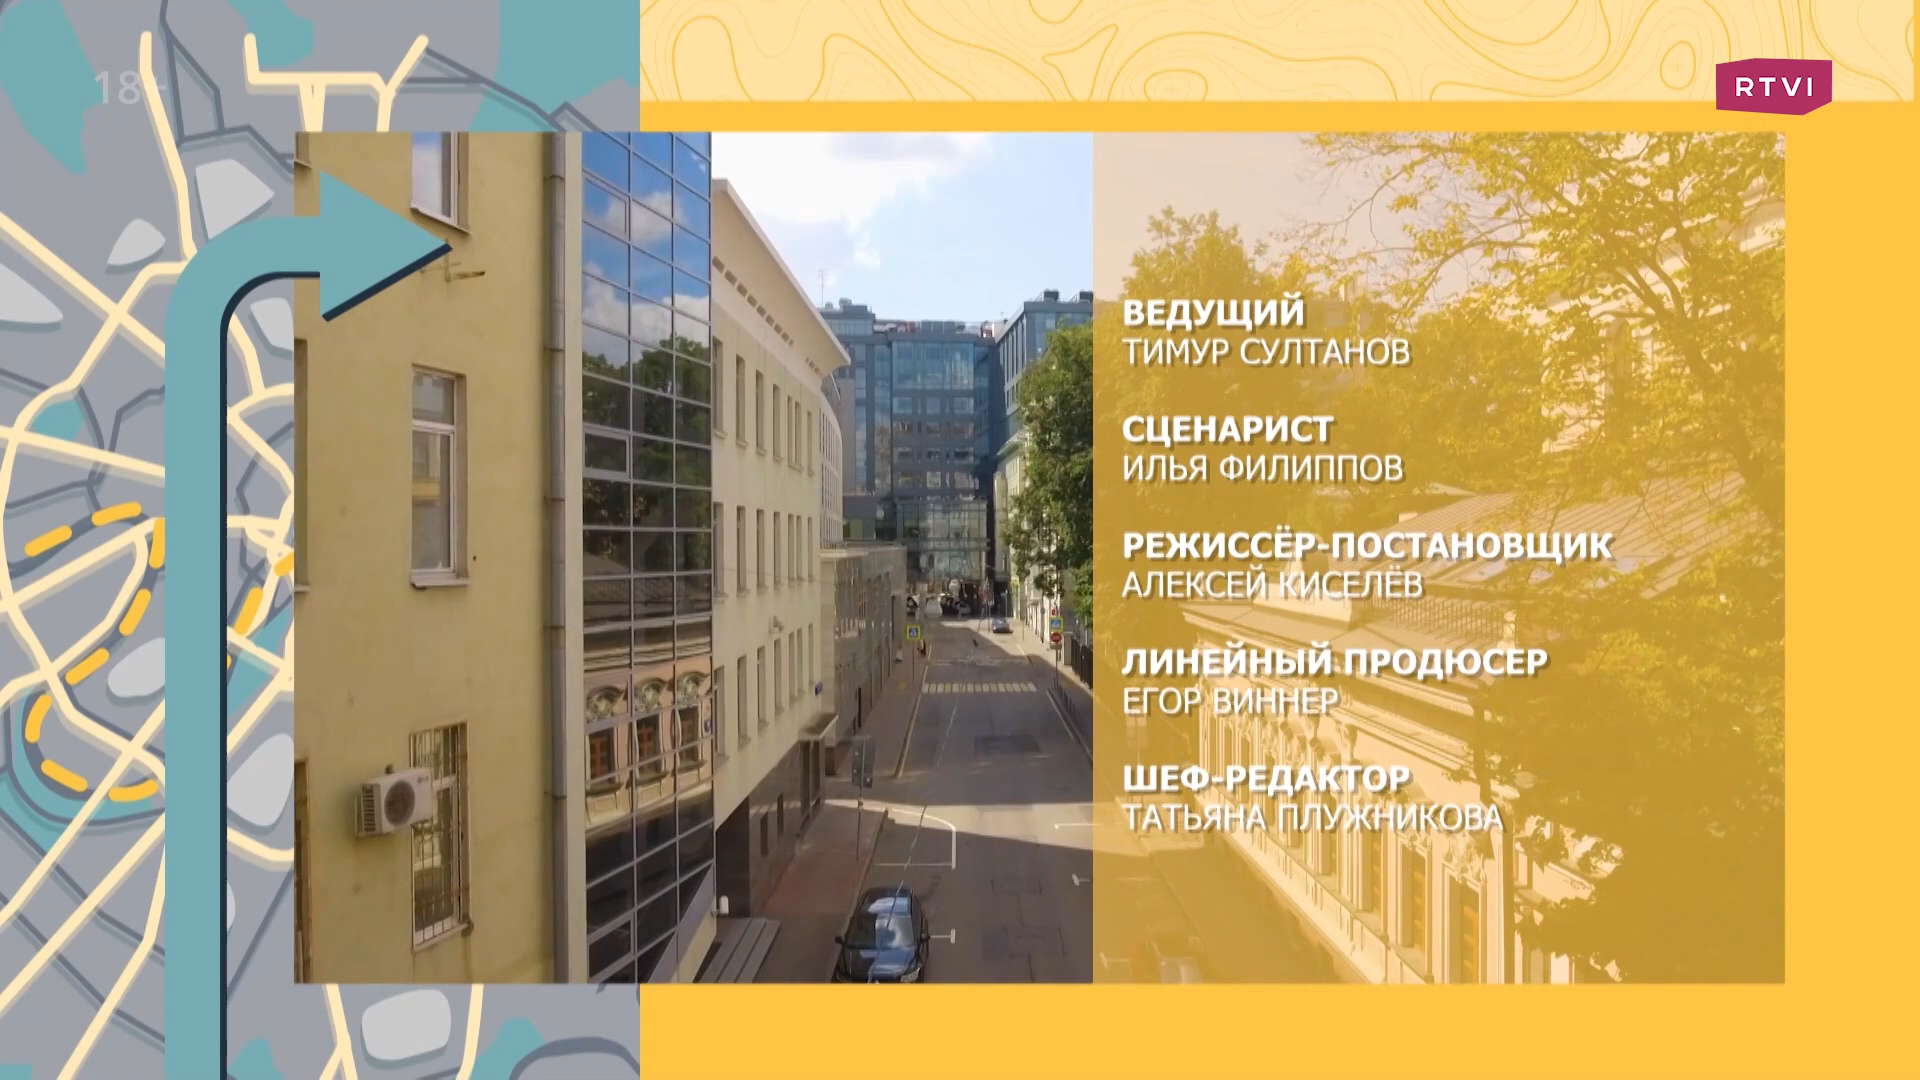 18+
RTVI
ВЕДУЩИЙ
ТИМУР СУЛТАНОВ
СЦЕНАРИСТ
ИЛЬЯ ФИЛИППОВ
РЕЖИССЁР-ПОСТАНОВЩИК
АЛЕКСЕЙ КИСЕЛЁВ
ЛИНЕЙНЫЙ ПРОДЮСЕР
ЕГОР ВИННЕР
ШЕФ-РЕДАКТОР
ТАТЬЯНА ПЛУЖНИКОВА